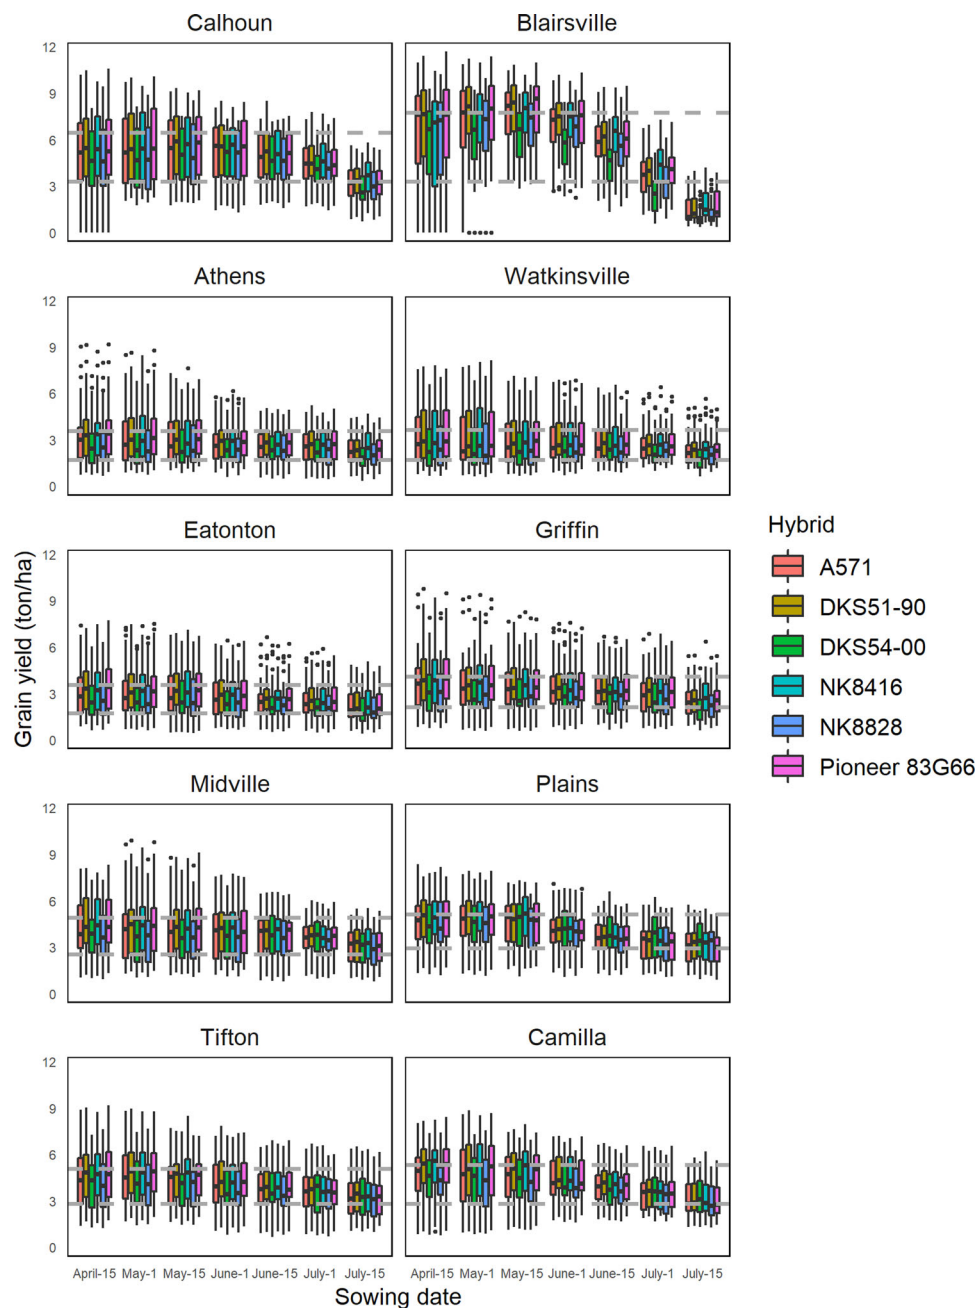 Calhoun
Blairsville
12
9
6
3
0
Athens
Watkinsville
12
9
6
3
0
Eatonton
Griffin
12
9
6
3
0
Grain yield (ton/ha)
Hybrid
A571
DKS51-90
DKS54-00
NK8416
NK8828
Pioneer 83G66
Midville
Plains
12
9
6
3
0
Tifton
Camilla
12
9
6
3
0
April-15 May-1 May-15 June-1 June-15 July-1 July-15 April-15 May-1 May-15 June-1 June-15 July-1 July-15
Sowing date